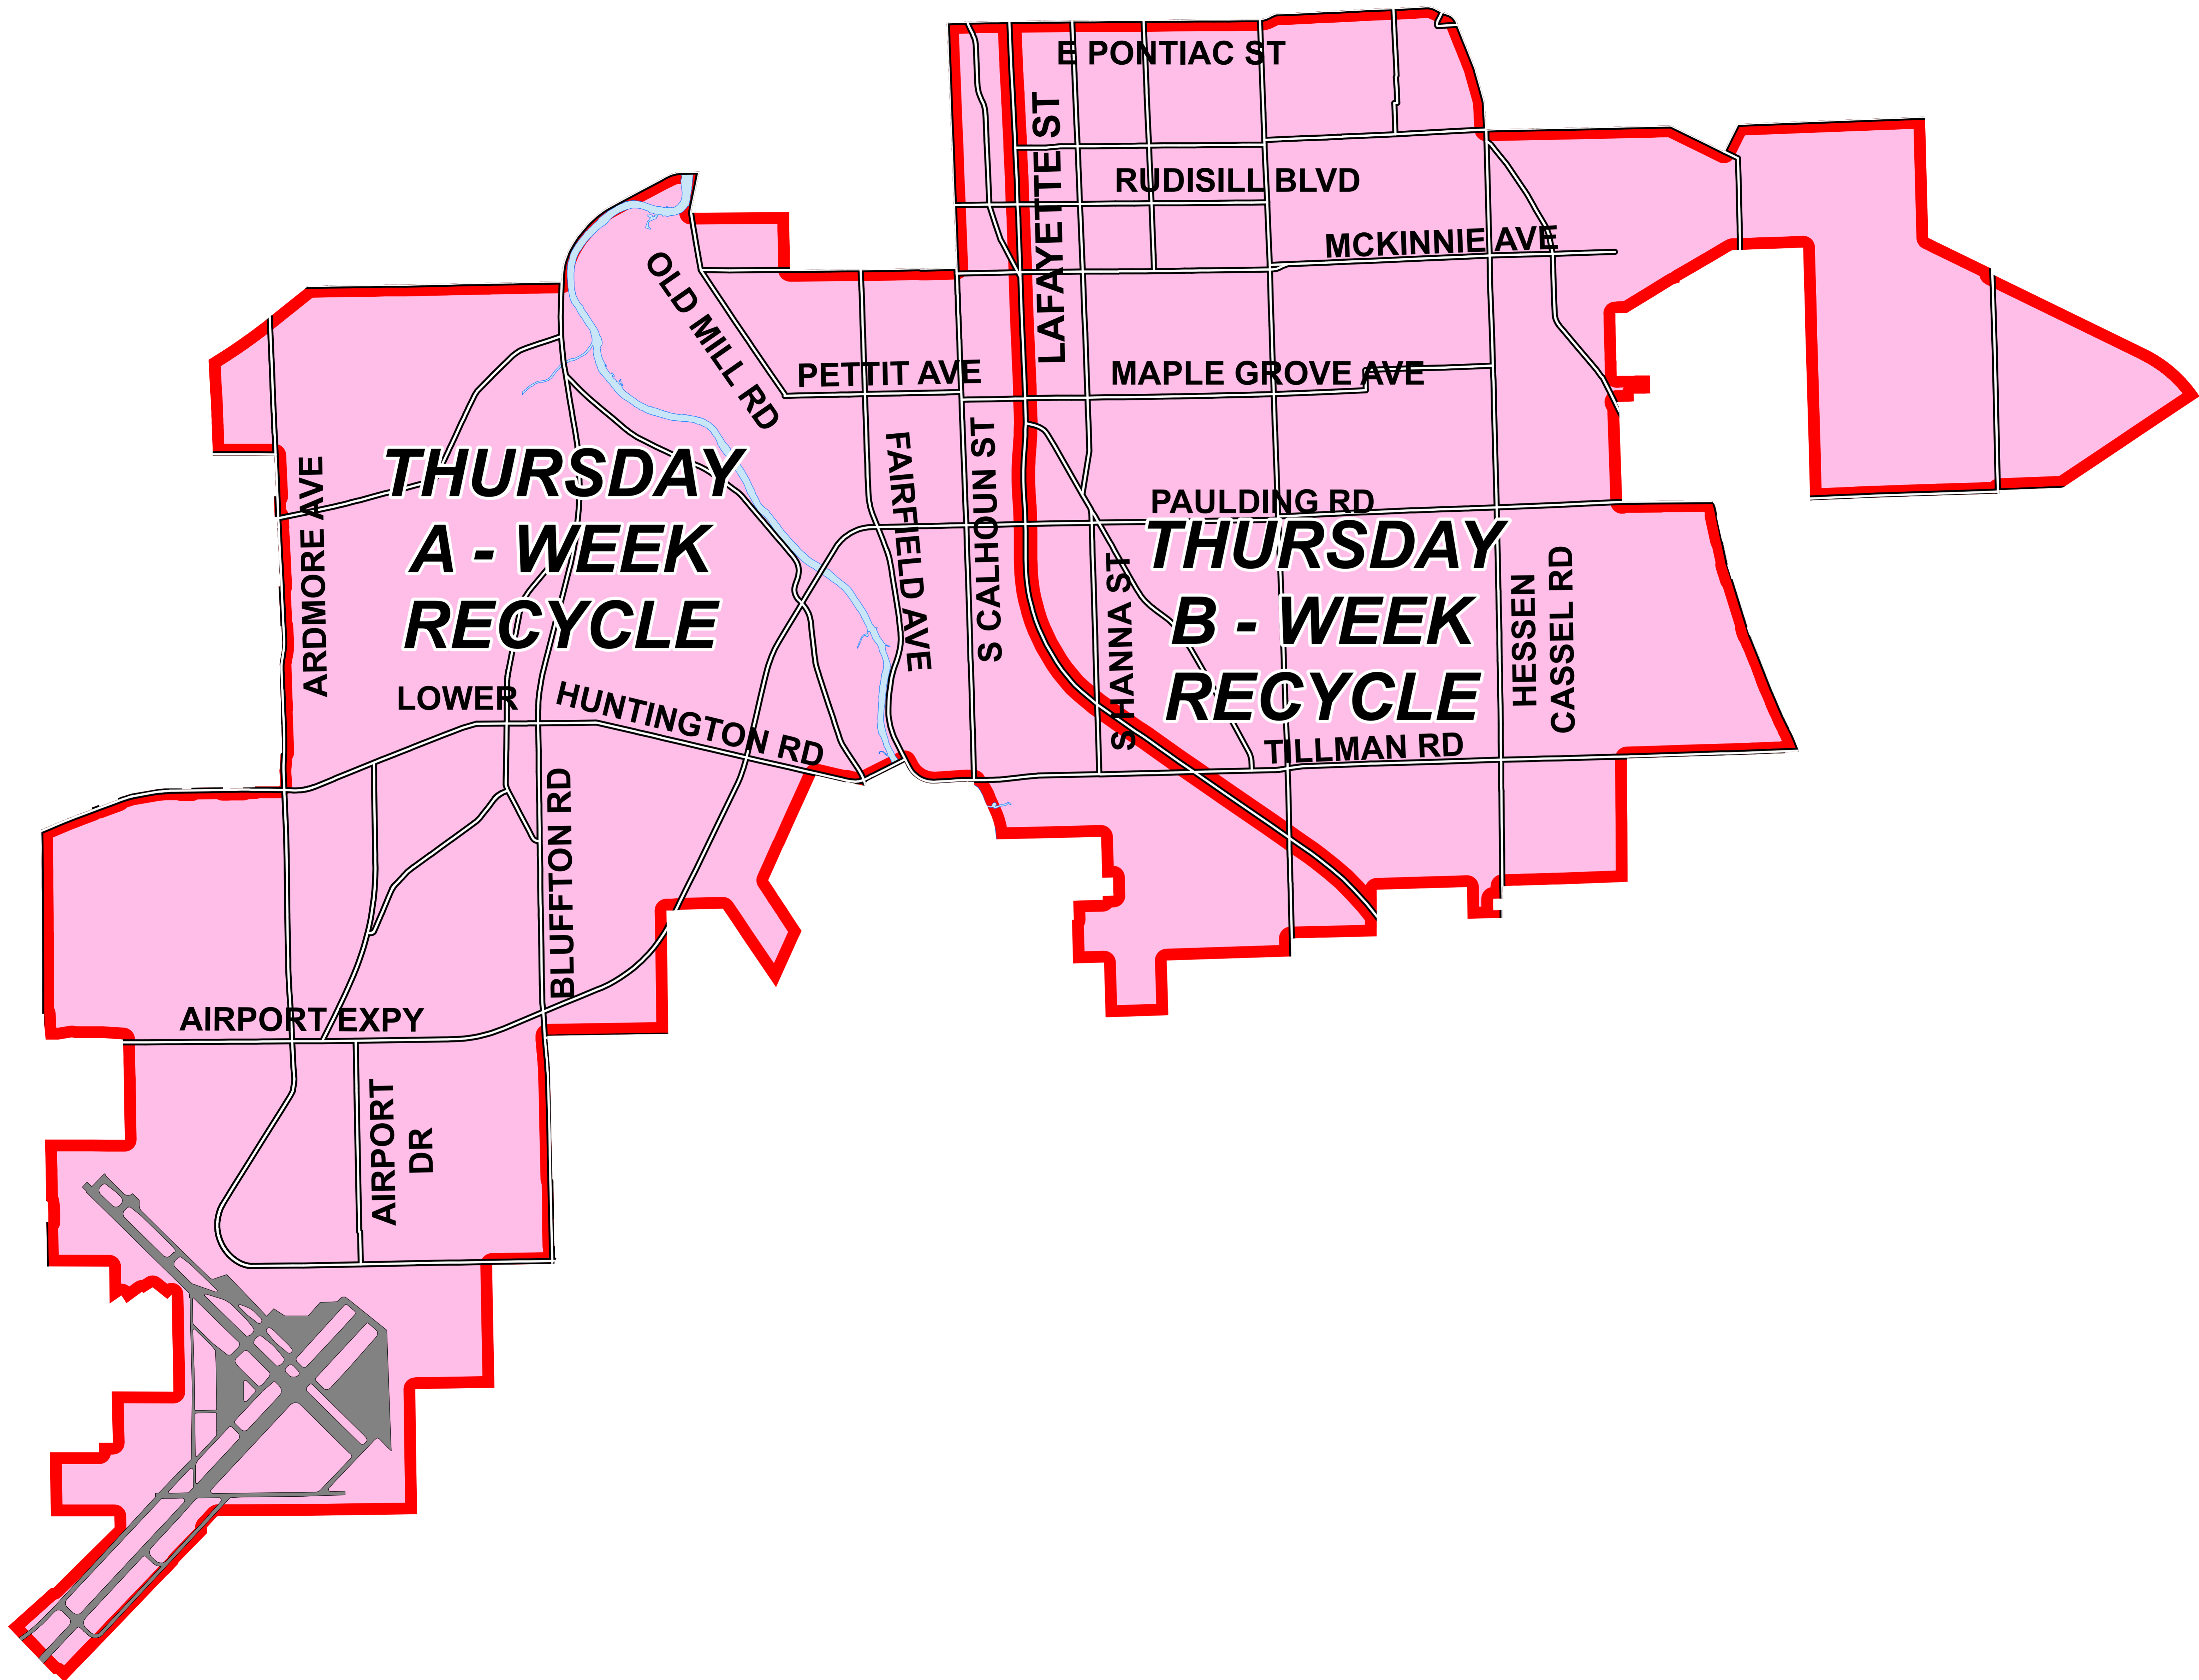 E PONTIAC ST
LAFAYETTE ST
RUDISILL BLVD
MCKINNIE AVE
OLD MILL RD
PETTIT AVE
MAPLE GROVE AVE
ARDMORE AVE
THURSDAY
A - WEEK
RECYCLE
FAIRFIELD AVE
S CALHOUN ST
PAULDING RD
THURSDAY
B - WEEK
RECYCLE
S HANNA ST
HESSEN
CASSEL RD
LOWER HUNTINGTON RD
TILLMAN RD
BLUFFTON RD
AIRPORT EXPY
AIRPORT
DR